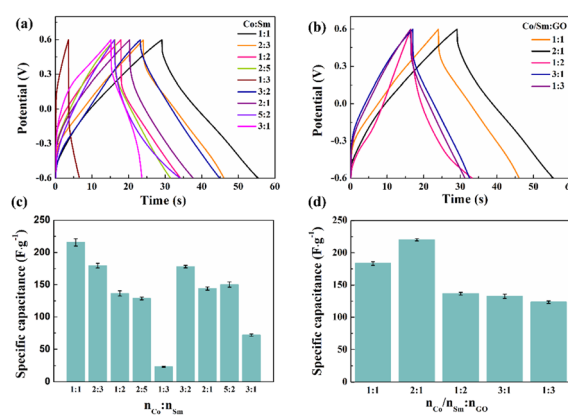 (a)
Co:Sm
1:1
2:3
1:2
2:5
1:3
3:2
2:1
5:2
3:1
Potential (V)
0.6
0.3
0.0
-0.3
-0.6
0 10 20 30 40 50 60
Time (s)
(b)
Co/Sm:GO
1:1
2:1
1:2
3:1
1:3
Potential (V)
0.6
0.3
0.0
-0.3
-0.6
0 10 20 30 40 50 60
Time (s)
(c)
Specific capacitance (F·g-1)
250
200
150
100
50
0
1:1 2:3 1:2 2:5 1:3 3:2 2:1 5:2 3:1
nCo:nSm
(d)
Specific capacitance (F·g-1)
250
200
150
100
50
0
1:1 2:1 1:2 3:1 1:3
nCo/nSm:nGO